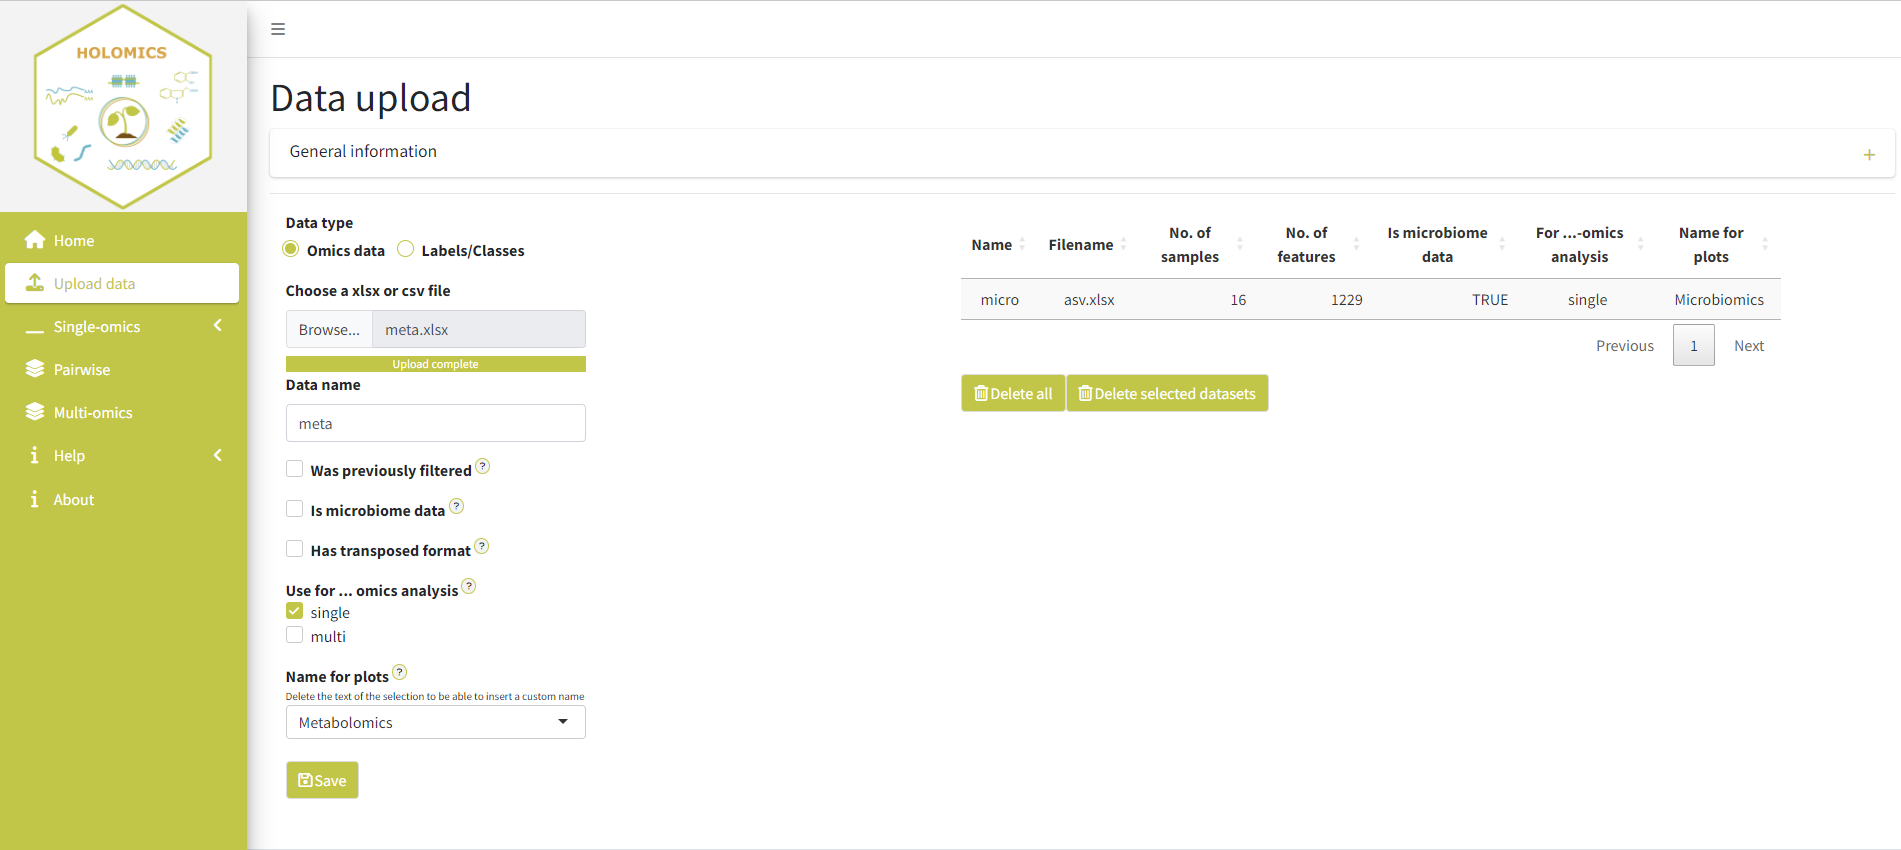 HOLOMICS
Home
Upload data
Single-omics
Pairwise
Multi-omics
Help
About
Data upload
General information
Data type
Omics data Labels/Classes
Choose a xlsx or csv file
Browse... meta.xlsx
Upload complete
Data name
meta
Was previously filtered ?
Is microbiome data ?
Has transposed format ?
Use for ... omics analysis ?
single
multi
Name for plots ?
Delete the text of the selection to be able to insert a custom name
Metabolomics
Save
Name Filename No. of samples No. of features Is microbiome data For ...-omics analysis Name for plots
micro asv.xlsx 16 1229 TRUE single Microbiomics
Previous 1 Next
Delete all Delete selected datasets